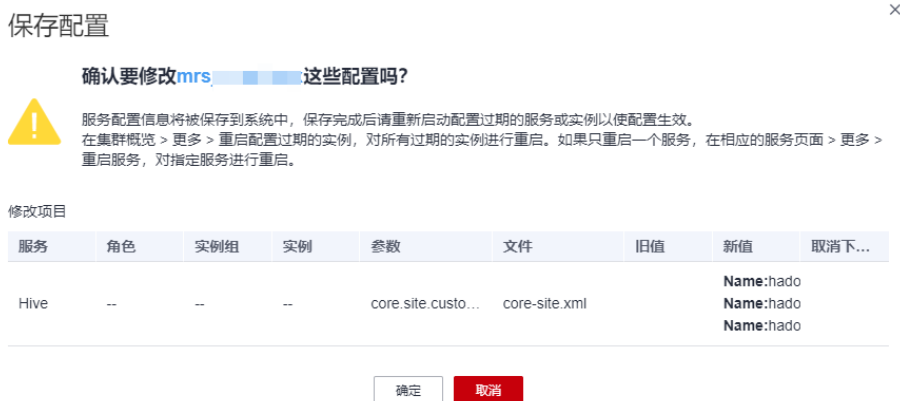 保存配置
确认要修改mrs 这些配置吗?
服务配置信息将被保存到系统中，保存完成后请重新启动配置过期的服务或实例以使配置生效。
在集群概览 > 更多 > 重启配置过期的实例，对所有过期的实例进行重启。如果只重启一个服务，在相应的服务页面 > 更多 >
重启服务，对指定服务进行重启。
修改项目
服务 角色 实例组 实例 参数 文件 旧值 新值 取消下...
Hive -- -- -- core.site.custo... core-site.xml Name:hado
Name:hado
Name:hado
确定 取消